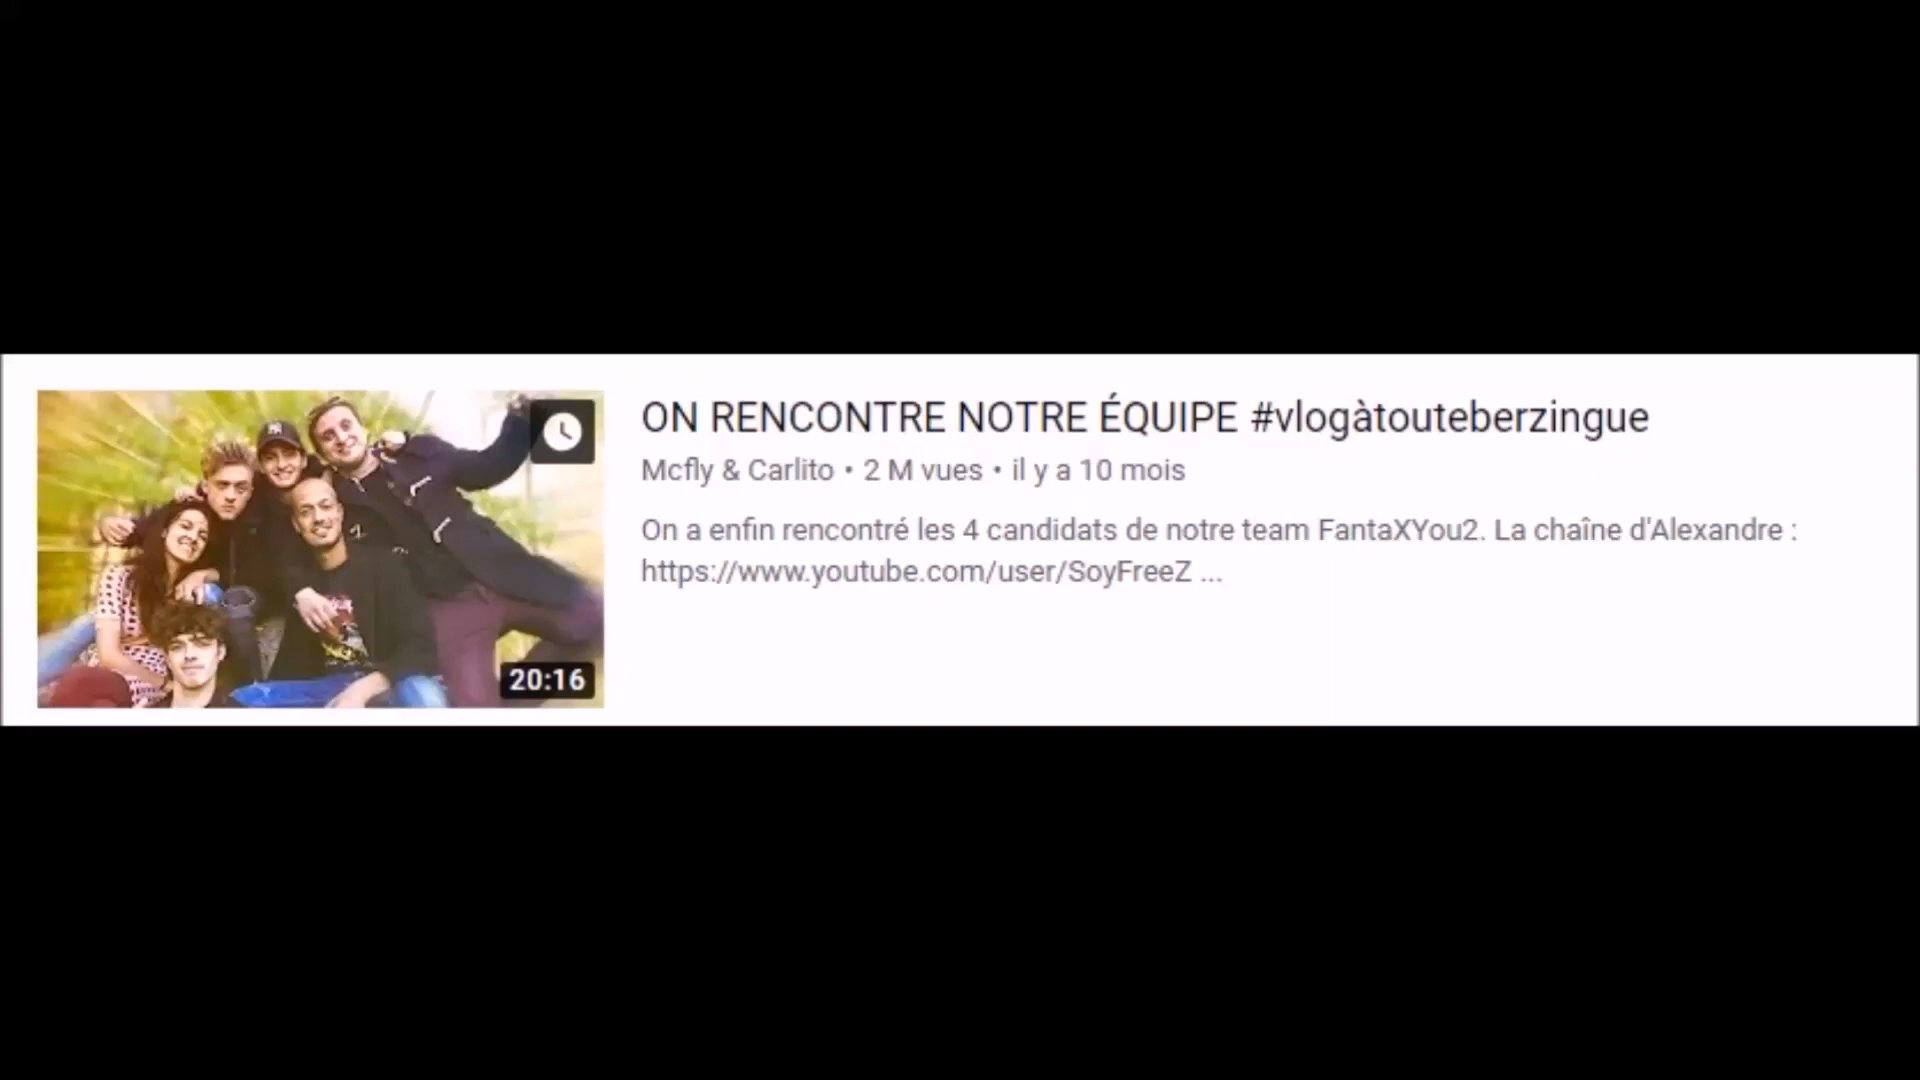 ON RENCONTRE NOTRE ÉQUIPE #vlogàtouteberzingue
Mcfly & Carlito • 2 M vues • il y a 10 mois
On a enfin rencontré les 4 candidats de notre team FantaXYou2. La chaîne d'Alexandre :
https://www.youtube.com/user/SoyFreeZ ...
20:16